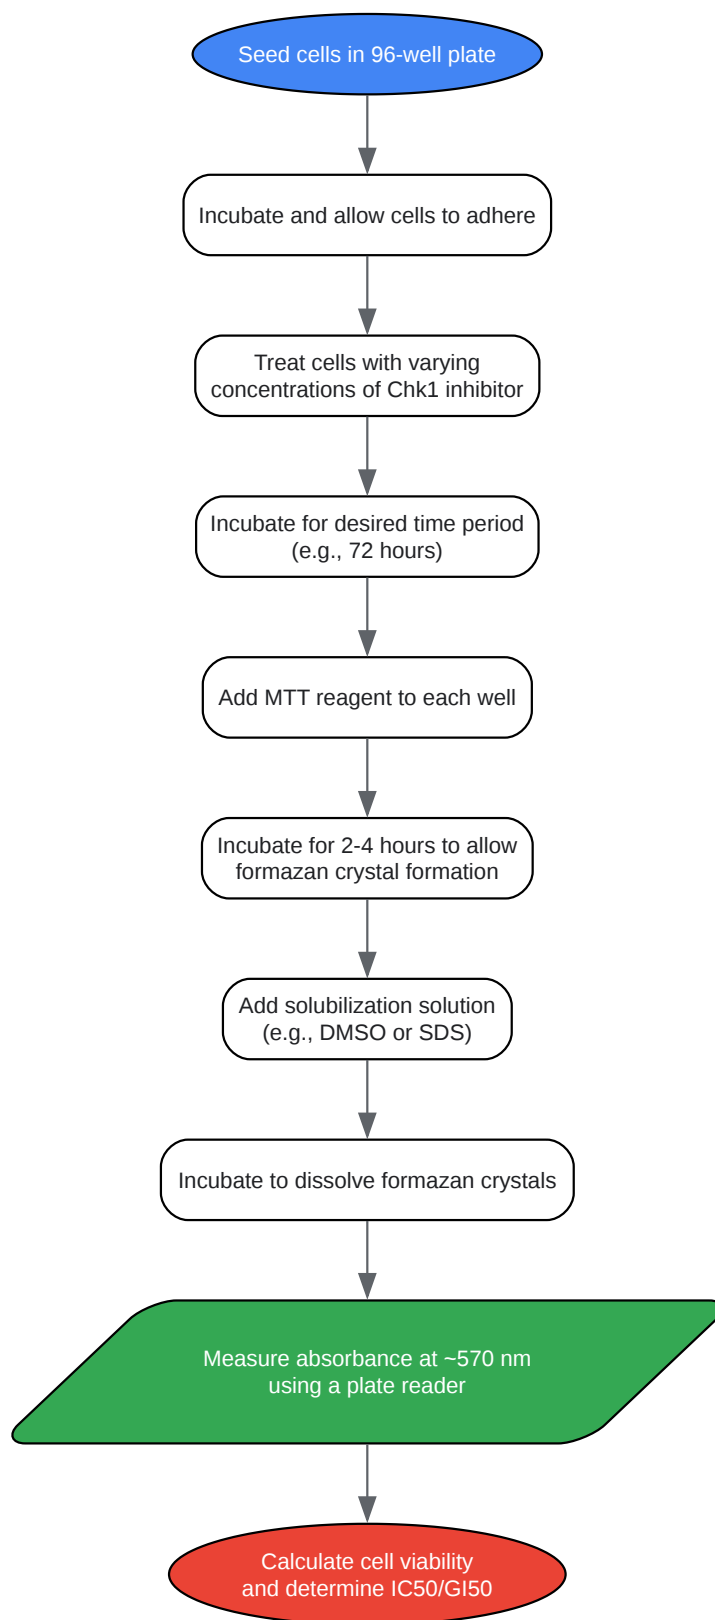 Seed cells in 96-well plate
Incubate and allow cells to adhere
Treat cells with varying
concentrations of Chk1 inhibitor
Incubate for desired time period
(e.g., 72 hours)
Add MTT reagent to each well
Incubate for 2-4 hours to allow
formazan crystal formation
Add solubilization solution
(e.g., DMSO or SDS)
Incubate to dissolve formazan crystals
Measure absorbance at ~570 nm
using a plate reader
Calculate cell viability
and determine IC50/GI50